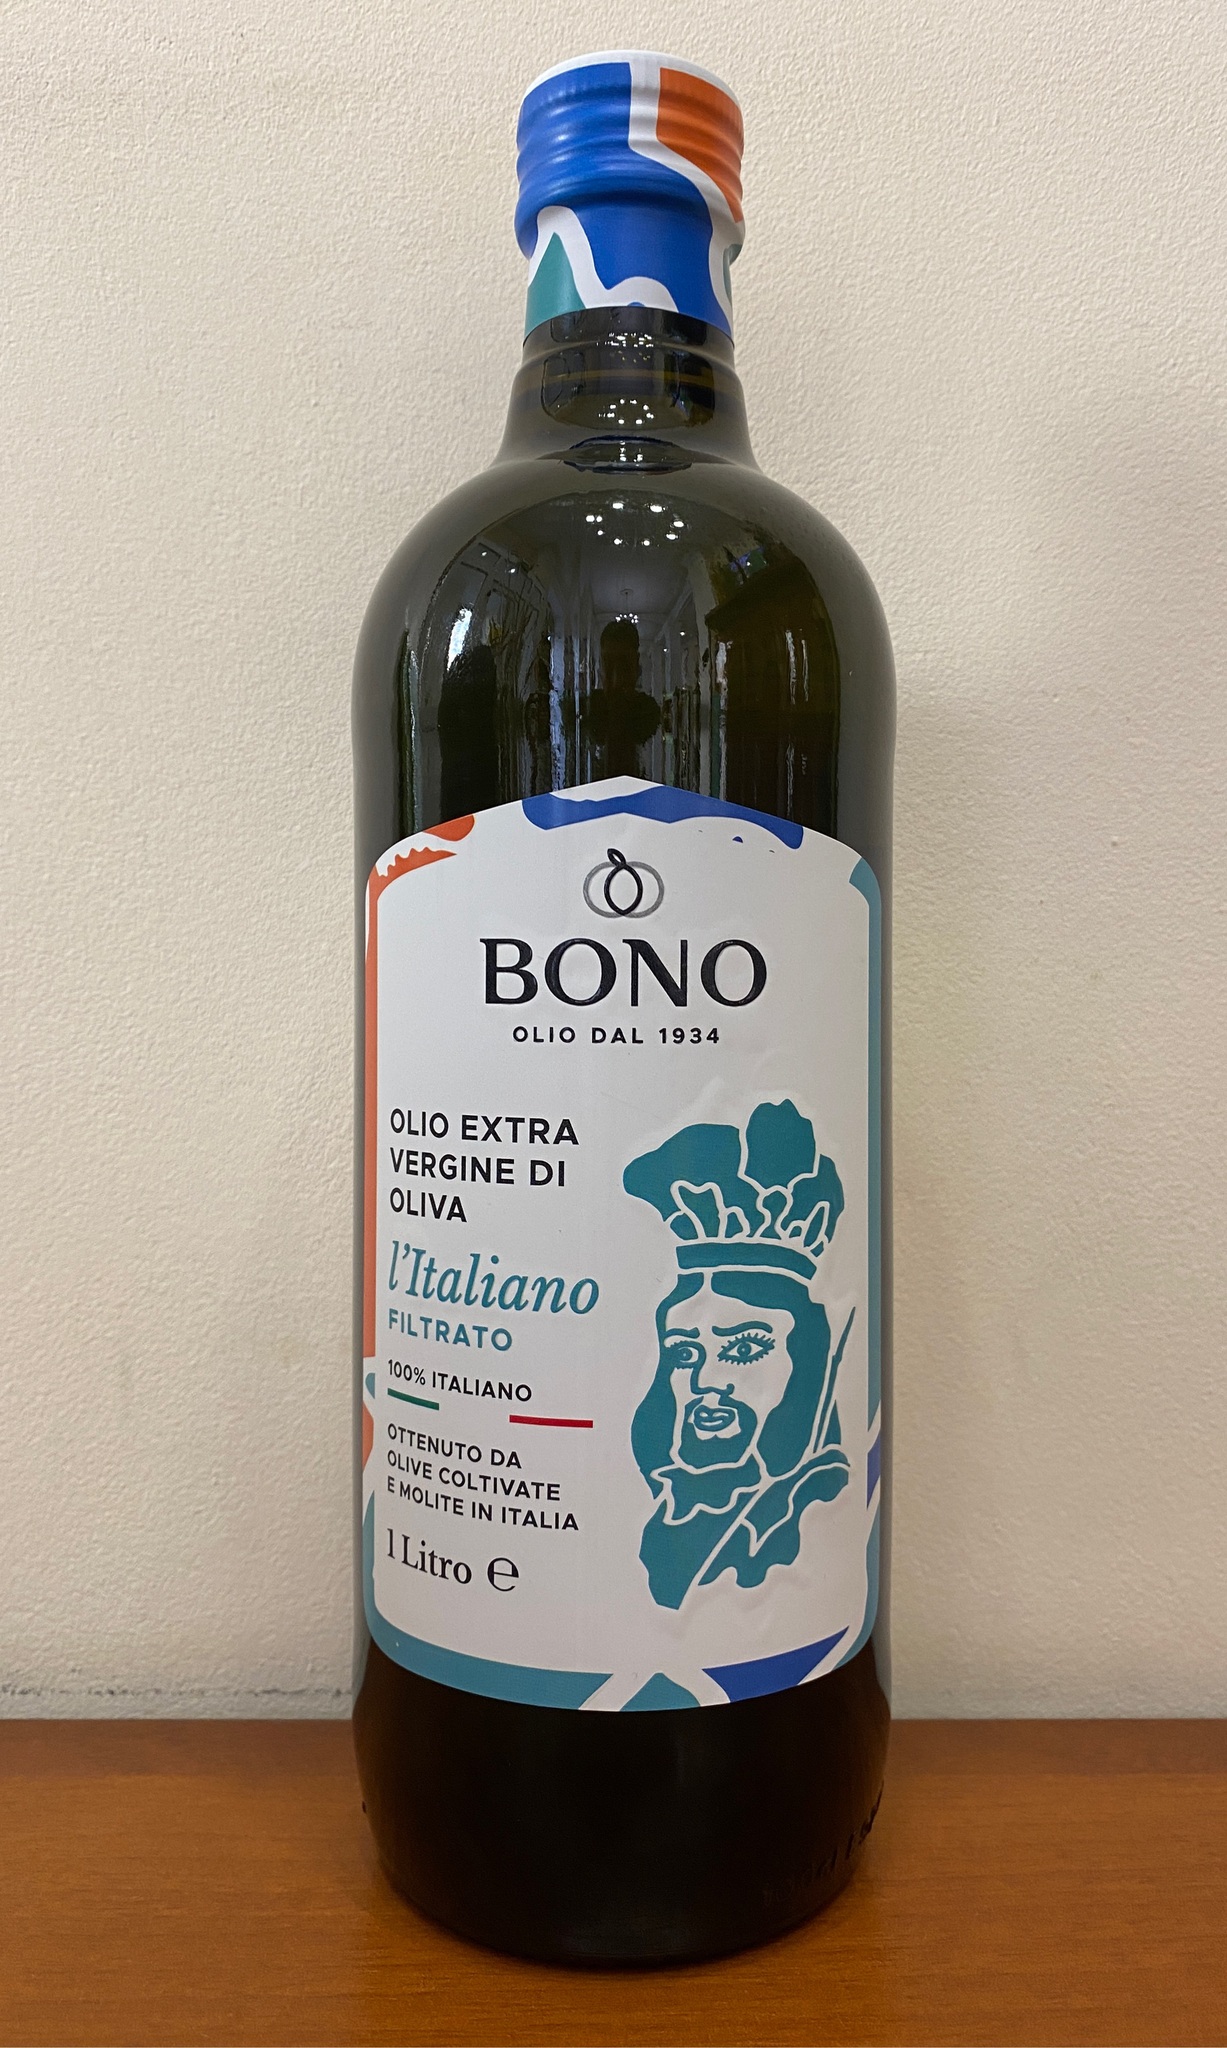 BONO
OLIO DAL 1934
OLIO EXTRA
VERGINE DI
OLIVA
l'Italiano
FILTRATO
100% ITALIANO
OTTENUTO DA
OLIVE COLTIVATE
E MOLITE IN ITALIA
1 Litro ℮